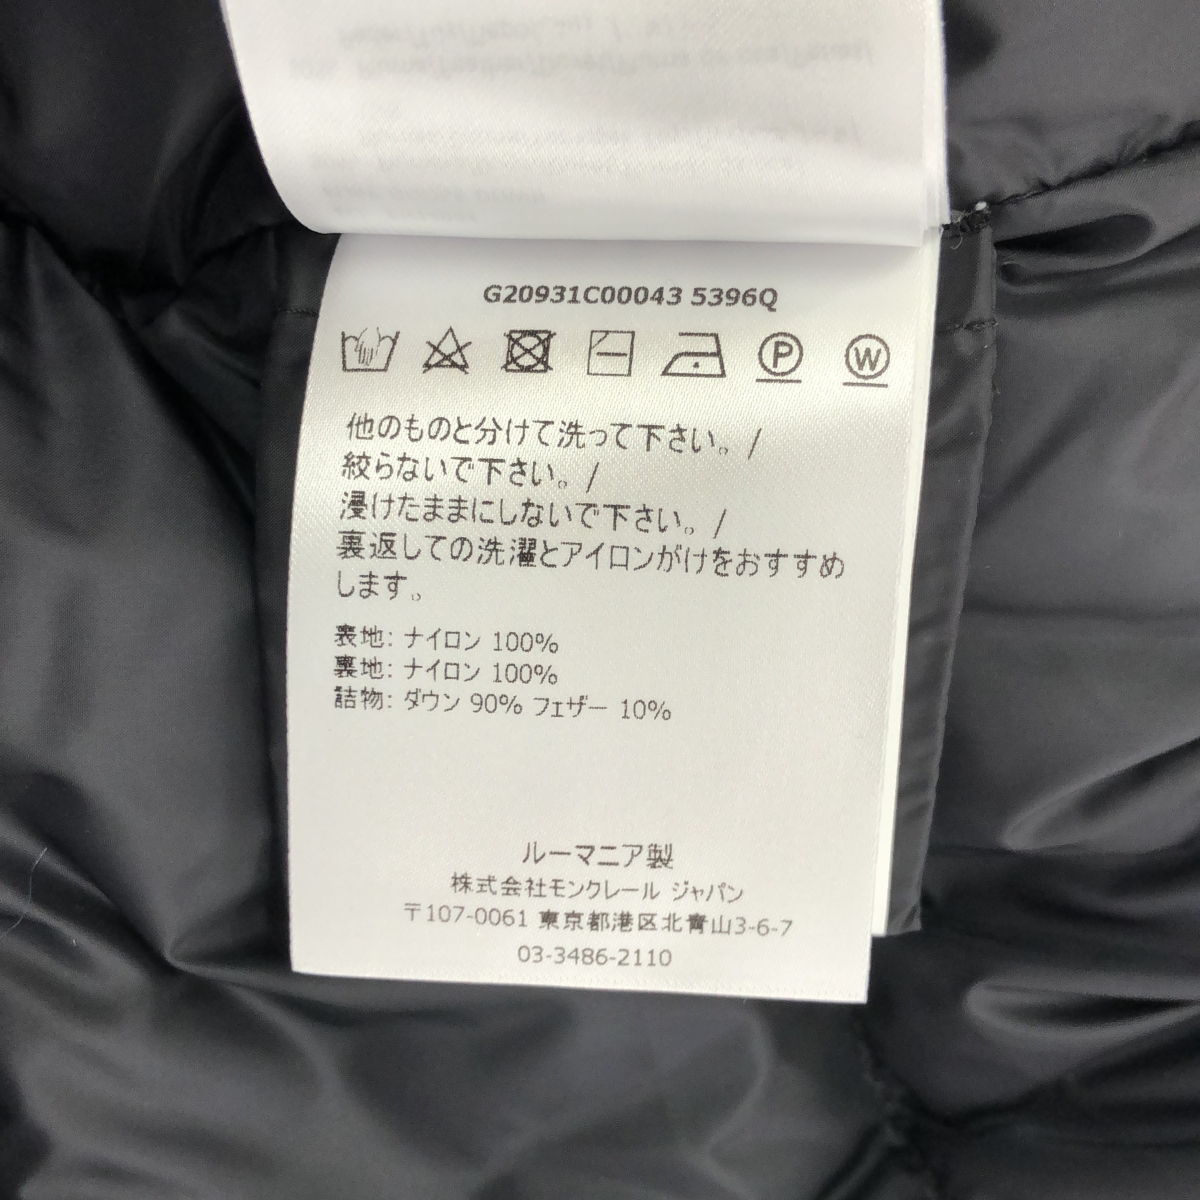 G20931C00043 5396Q
P W
他のものと分けて洗って下さい。/
絞らないで下さい。/
浸けたままにしないで下さい。/
裏返しての洗濯とアイロンがけをおすすめ
します。
表地: ナイロン 100%
裏地: ナイロン 100%
詰物: ダウン 90% フェザー 10%
ルーマニア製
株式会社モンクレール ジャパン
〒107-0061 東京都港区北青山3-6-7
03-3486-2110